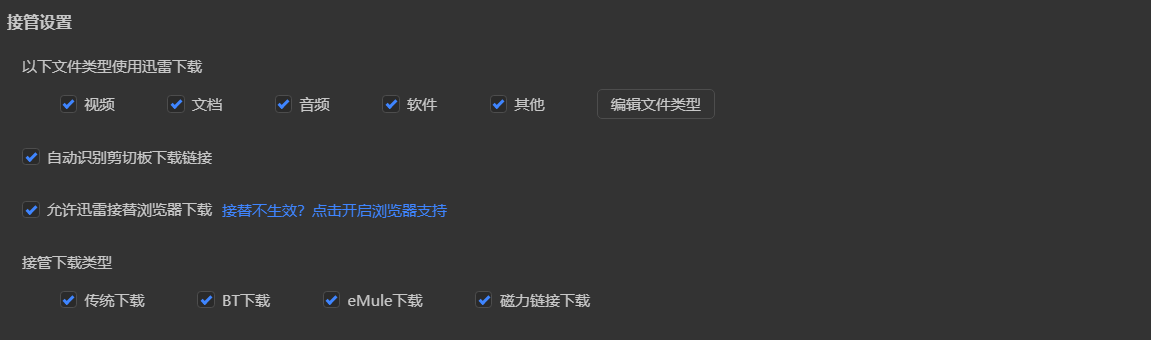 接管设置
以下文件类型使用迅雷下载
视频 文档 音频 软件 其他 编辑文件类型
自动识别剪切板下载链接
允许迅雷接替浏览器下载 接替不生效？点击开启浏览器支持
接管下载类型
传统下载 BT下载 eMule下载 磁力链接下载